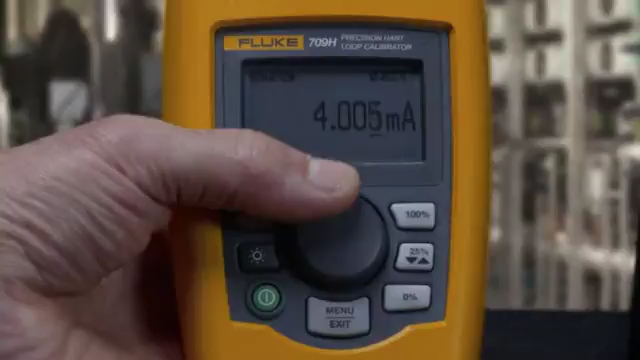 FLUKE 709H PRECISION HART
LOOP CALIBRATOR
4.005mA
100%
25%
0%
MENU
EXIT